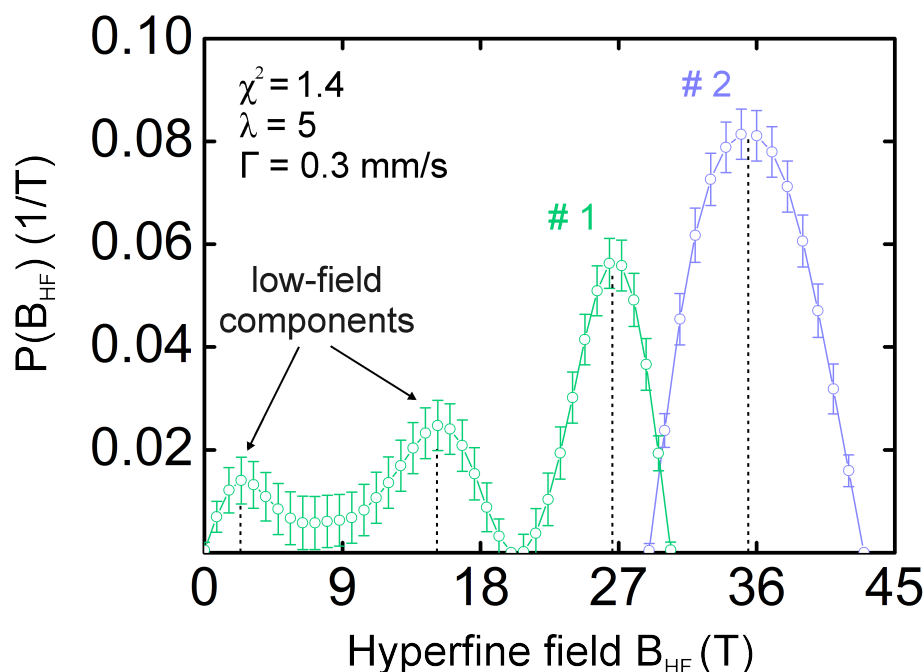 0.10
0.08
0.06
0.04
0.02
P(B_HF) (1/T)
χ² = 1.4
λ = 5
Γ = 0.3 mm/s
# 2
# 1
low-field
components
0 9 18 27 36 45
Hyperfine field B_HF (T)